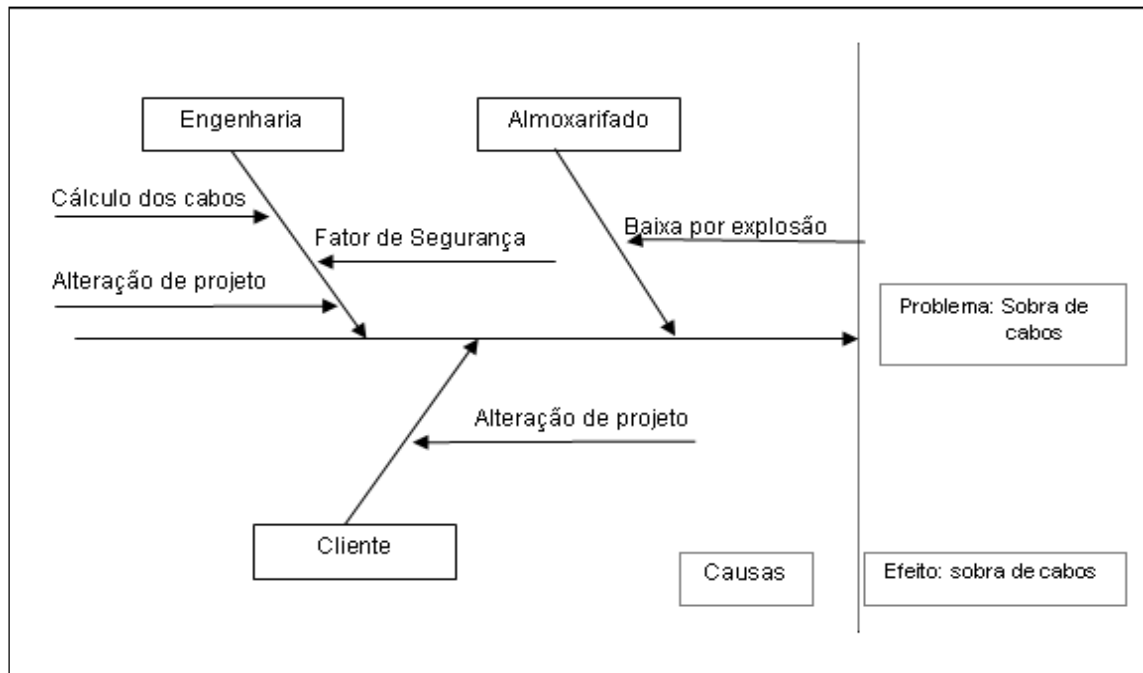 Engenharia
Almoxarifado
Cálculo dos cabos
Fator de Segurança
Baixa por explosão
Alteração de projeto
Problema: Sobra de
cabos
Alteração de projeto
Cliente
Causas
Efeito: sobra de cabos